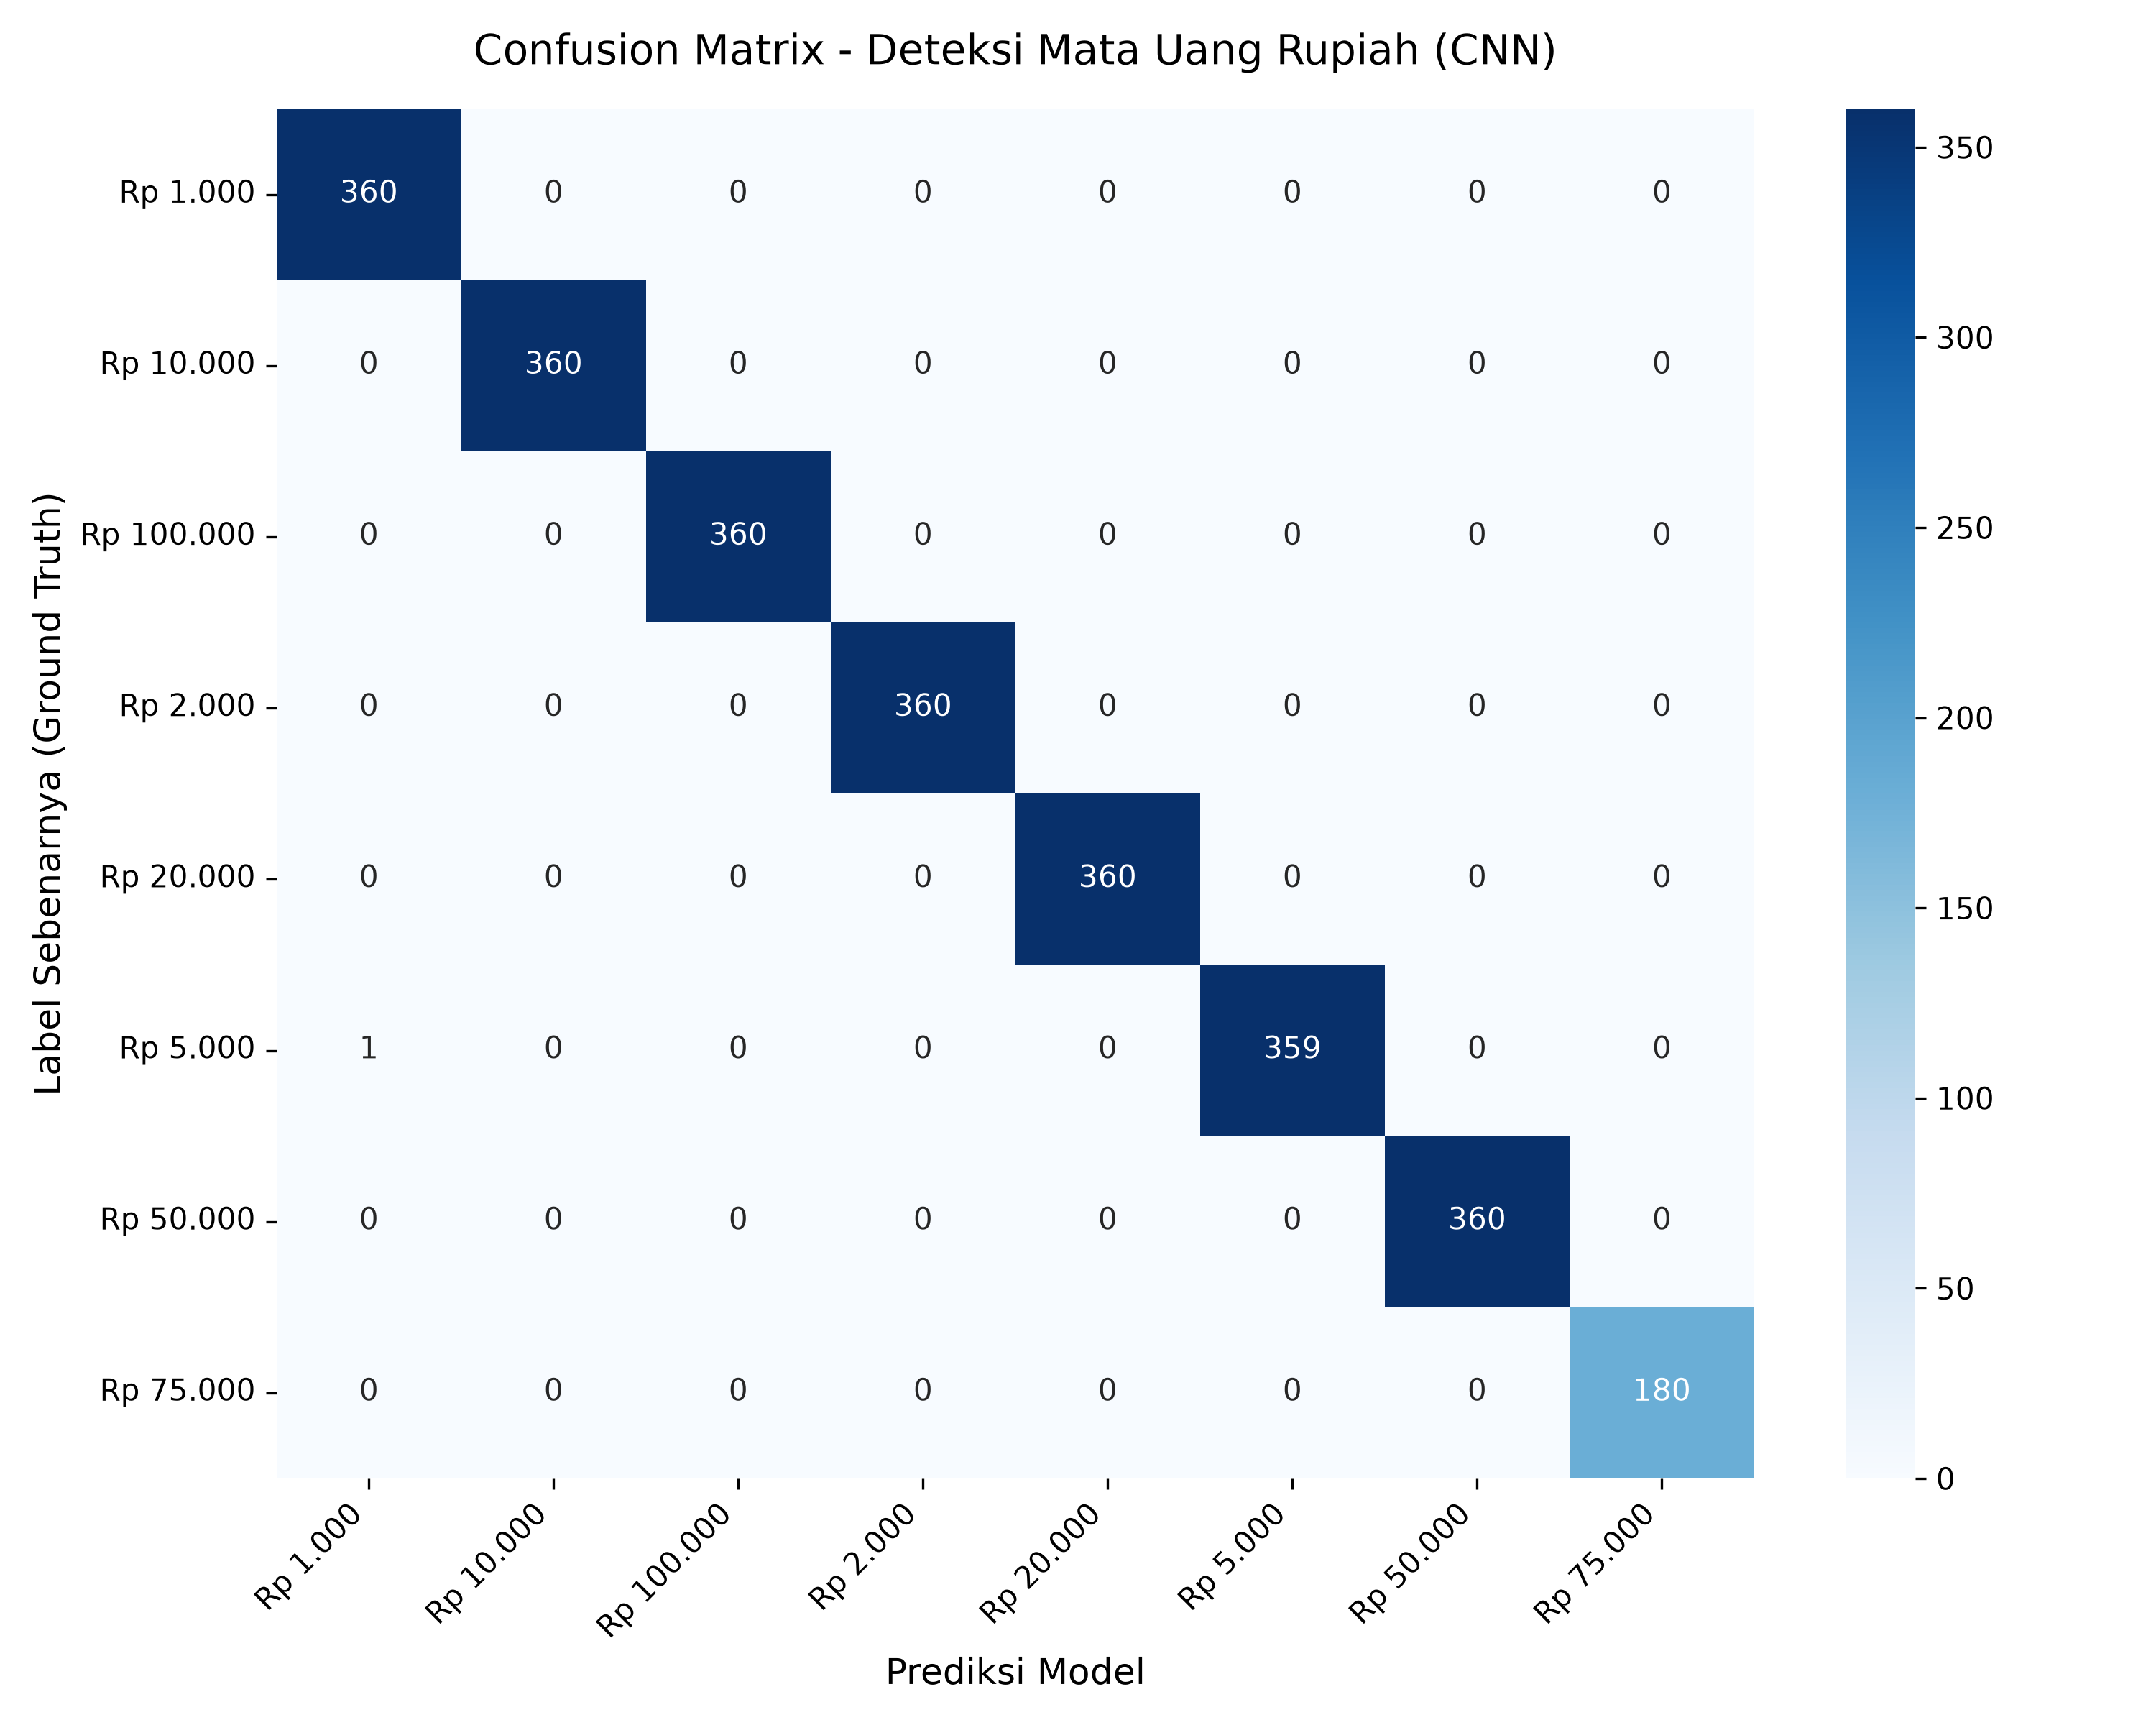 Confusion Matrix - Deteksi Mata Uang Rupiah (CNN)
Label Sebenarnya (Ground Truth)
Rp 1.000 360 0 0 0 0 0 0 0
Rp 10.000 0 360 0 0 0 0 0 0
Rp 100.000 0 0 360 0 0 0 0 0
Rp 2.000 0 0 0 360 0 0 0 0
Rp 20.000 0 0 0 0 360 0 0 0
Rp 5.000 1 0 0 0 0 359 0 0
Rp 50.000 0 0 0 0 0 0 360 0
Rp 75.000 0 0 0 0 0 0 0 180
Rp 1.000 Rp 10.000 Rp 100.000 Rp 2.000 Rp 20.000 Rp 5.000 Rp 50.000 Rp 75.000
Prediksi Model
350
300
250
200
150
100
50
0